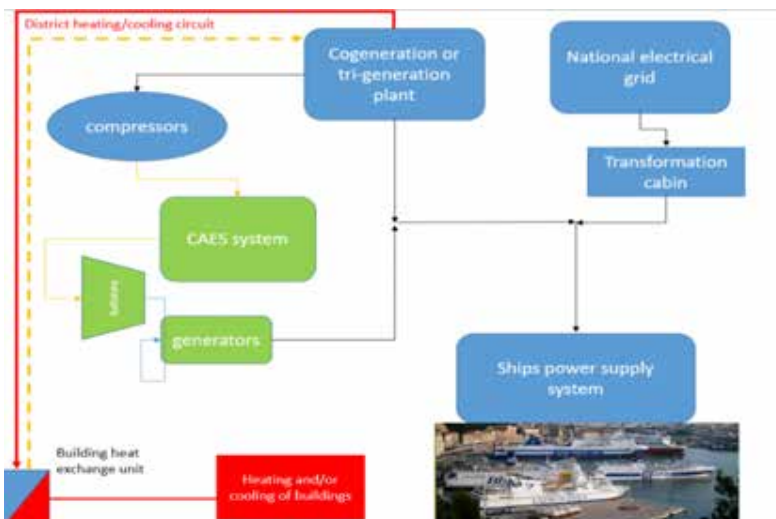 District heating/cooling circuit
Cogeneration or
tri-generation
plant
National electrical
grid
compressors
Transformation
cabin
CAES system
turbine
generators
Ships power supply
system
Building heat
exchange unit
Heating and/or
cooling of buildings